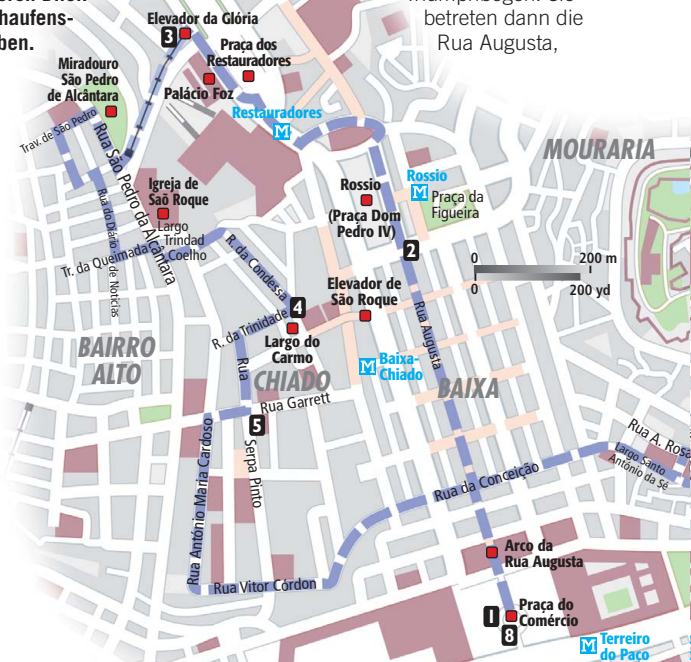 haufens-
ben.
betreten dann die
Rua Augusta,
Elevador da Glória
3
Praça dos
Restauradores
Palácio Foz
Miradouro
São Pedro
de Alcântara
Restauradores
M
Trav. de São Pedro
Rua São Pedro da Alcântara
Rua do Diário de Notícias
MOURARIA
Igreja de
Saõ Roque
Largo
Trindad
Coelho
Tr. da Queimada
R. da Condessa
Rossio
(Praça Dom
Pedro IV)
Rossio
M
Praça da
Figueira
2
0 200 m
0 200 yd
Elevador de
São Roque
4
R. da Trinidade
Largo do
Carmo
Rua Augusta
BAIRRO
ALTO
CHIADO
M
Baixa-
Chiado
BAIXA
Rua
Serpa Pinto
Rua Garrett
5
Rua António Maria Cardoso
Rua A. Rosa
Largo Santo
António da Sé
Rua da Conceição
Rua Vitor Córdon
Arco da
Rua Augusta
1
8
Praça do
Comércio
M
Terreiro
do Paço